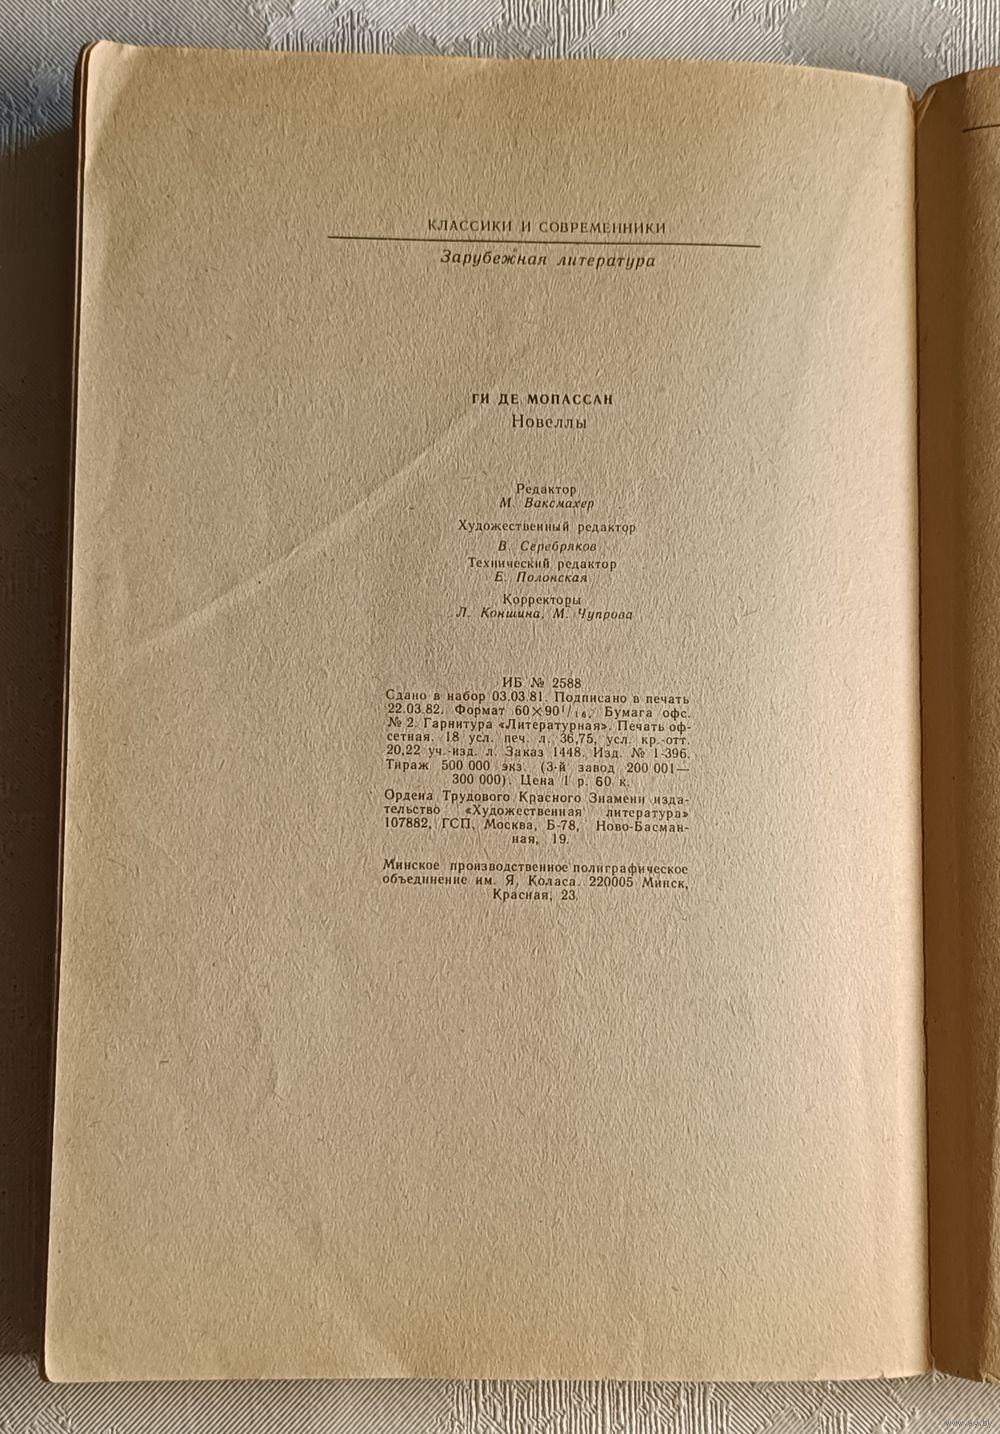 КЛАССИКИ И СОВРЕМЕННИКИ
Зарубежная литература
ГИ ДЕ МОПАССАН
Новеллы
Редактор
М. Ваксмахер
Художественный редактор
В. Серебряков
Технический редактор
Е. Полонская
Корректоры
Л. Коншина, М. Чупрова
ИБ № 2588
Сдано в набор 03.03.81. Подписано в печать
22.03.82. Формат 60×90¹/₁₆. Бумага офс.
№ 2. Гарнитура «Литературная». Печать оф-
сетная. 18 усл. печ. л. 36,75, усл. кр.-отт.
20,22 уч.-изд. л. Заказ 1448. Изд. № 1-396.
Тираж 500 000 экз. (3-й завод 200 001—
300 000). Цена 1 р. 60 к.
Ордена Трудового Красного Знамени изда-
тельство «Художественная литература»
107882, ГСП, Москва, Б-78, Ново-Басман-
ная, 19.
Минское производственное полиграфическое
объединение им. Я. Коласа. 220005 Минск,
Красная, 23.
www.ay.by